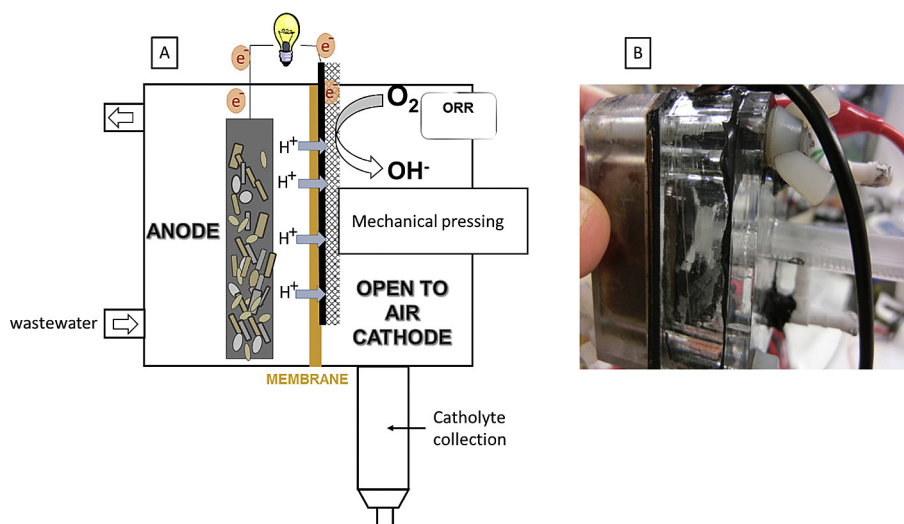 A
B
e⁻
e⁻
e⁻
e⁻
O₂
ORR
H⁺
OH⁻
H⁺
Mechanical pressing
ANODE
H⁺
H⁺
OPEN TO
AIR
CATHODE
wastewater
MEMBRANE
Catholyte
collection